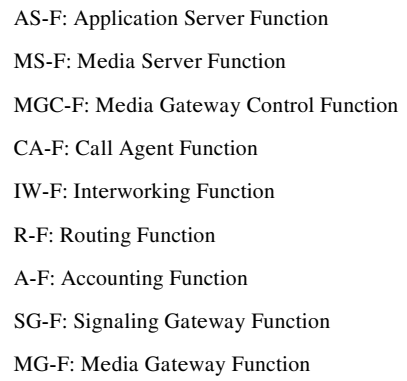 AS-F: Application Server Function
MS-F: Media Server Function
MGC-F: Media Gateway Control Function
CA-F: Call Agent Function
IW-F: Interworking Function
R-F: Routing Function
A-F: Accounting Function
SG-F: Signaling Gateway Function
MG-F: Media Gateway Function